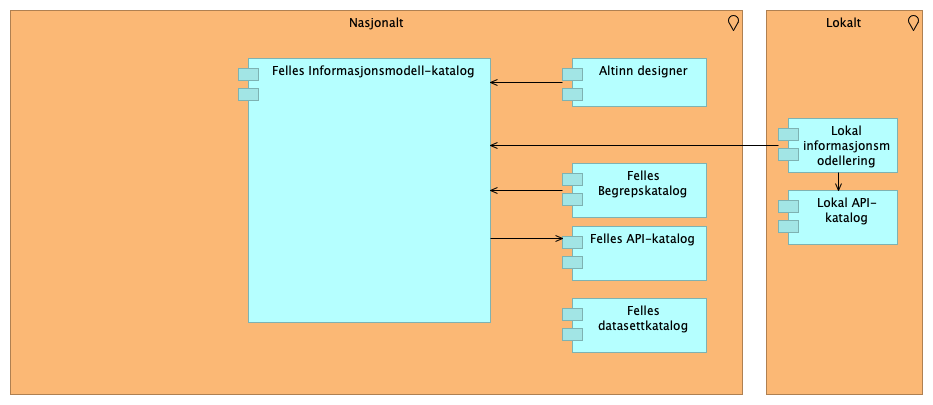 Nasjonalt
Felles Informasjonsmodell-katalog
Altinn designer
Felles
Begrepskatalog
Felles API-katalog
Felles
datasettkatalog
Lokalt
Lokal
informasjonsm
odellering
Lokal API-
katalog